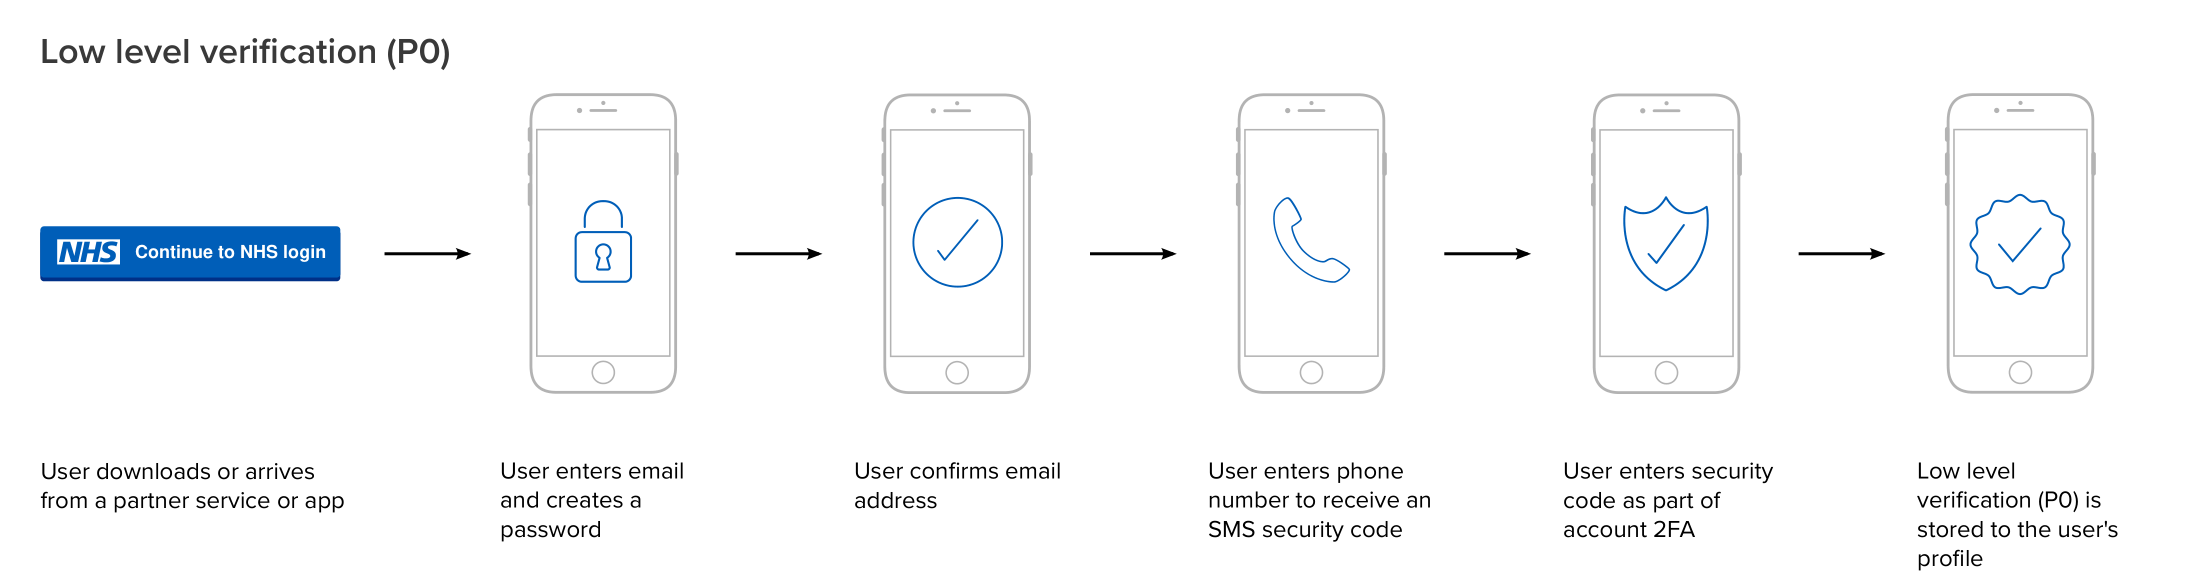 Low level verification (P0)
NHS Continue to NHS login
User downloads or arrives
from a partner service or app
User enters email
and creates a
password
User confirms email
address
User enters phone
number to receive an
SMS security code
User enters security
code as part of
account 2FA
Low level
verification (P0) is
stored to the user's
profile